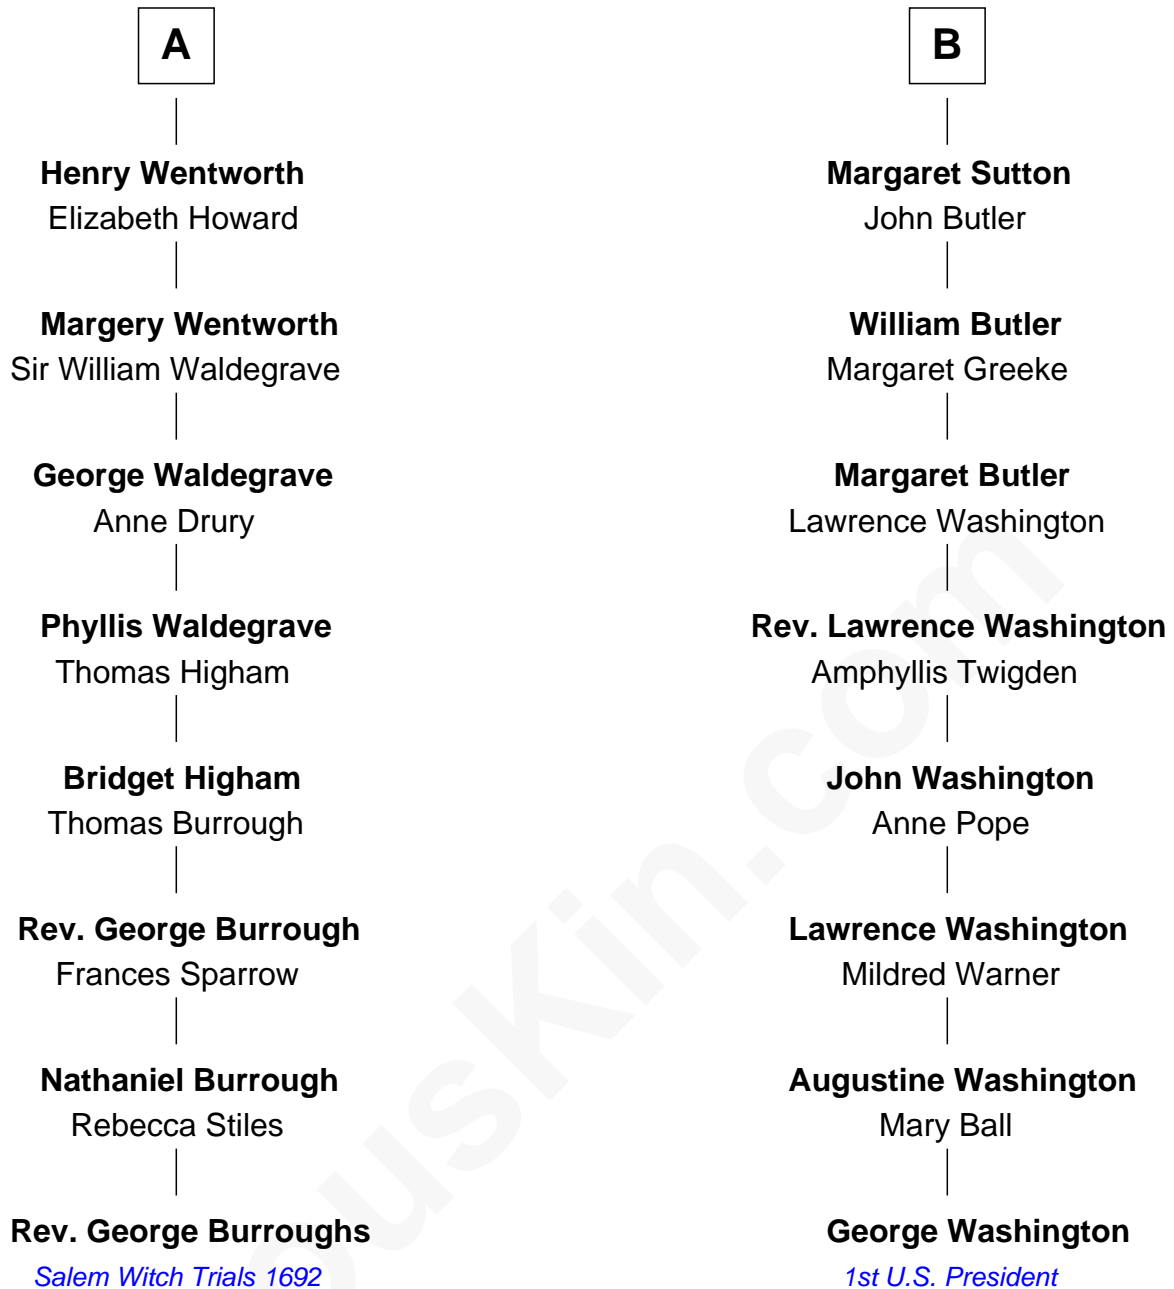 A
Henry Wentworth
Elizabeth Howard
Margery Wentworth
Sir William Waldegrave
George Waldegrave
Anne Drury
Phyllis Waldegrave
Thomas Higham
Bridget Higham
Thomas Burrough
Rev. George Burrough
Frances Sparrow
Nathaniel Burrough
Rebecca Stiles
Rev. George Burroughs
Salem Witch Trials 1692
B
Margaret Sutton
John Butler
William Butler
Margaret Greeke
Margaret Butler
Lawrence Washington
Rev. Lawrence Washington
Amphyllis Twigden
John Washington
Anne Pope
Lawrence Washington
Mildred Warner
Augustine Washington
Mary Ball
George Washington
1st U.S. President
ousKin.com